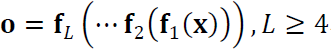 𝐨 = 𝐟_L (⋯ 𝐟_2(𝐟_1(𝐱))), L ≥ 4